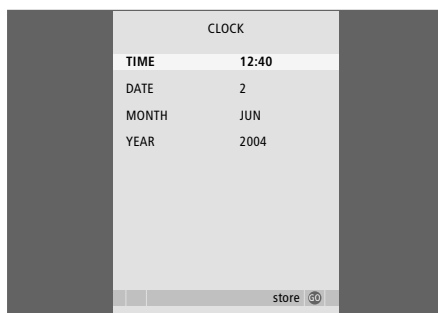 CLOCK
TIME 12:40
DATE 2
MONTH JUN
YEAR 2004
store GO